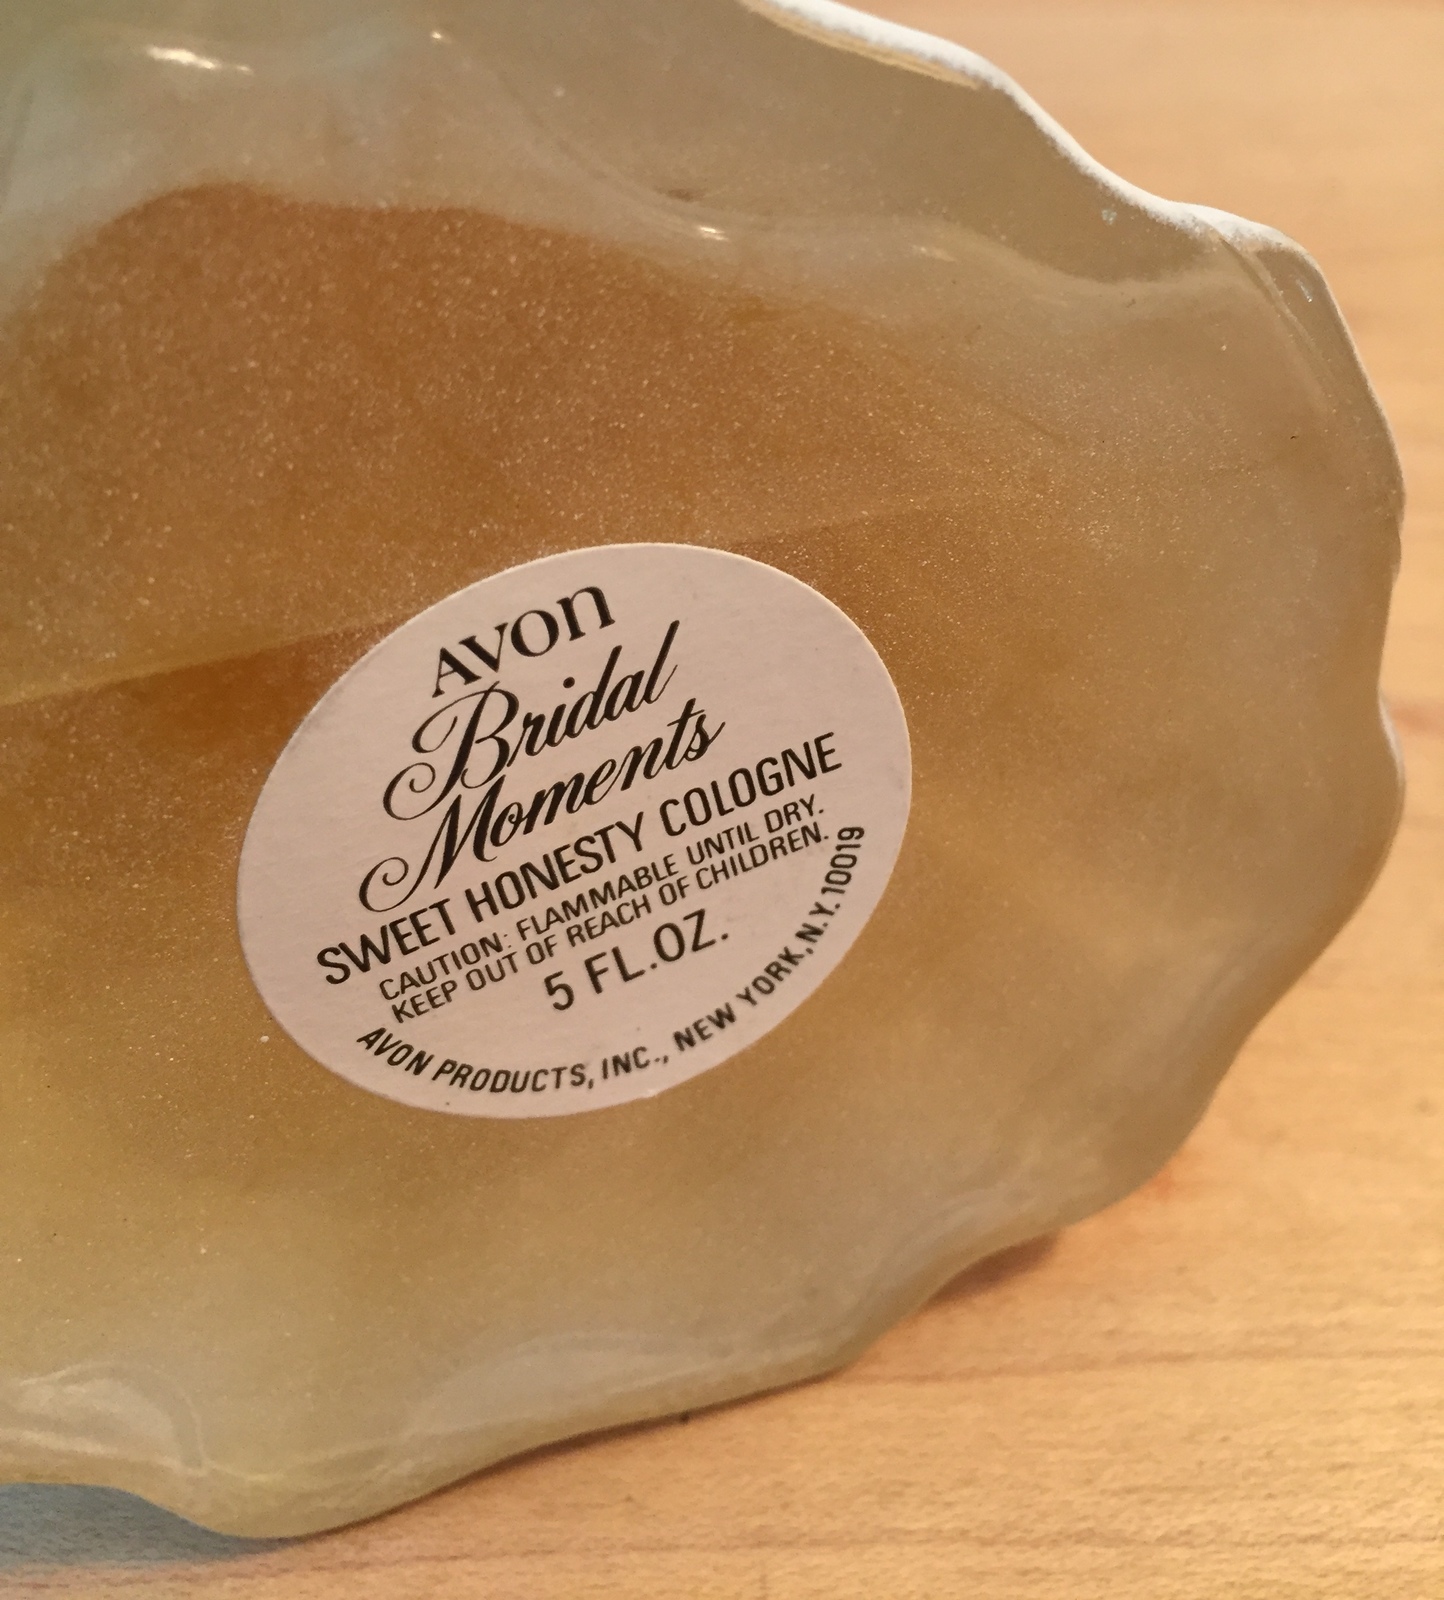 AVON
Bridal
Moments
SWEET HONESTY COLOGNE
CAUTION: FLAMMABLE UNTIL DRY.
KEEP OUT OF REACH OF CHILDREN.
5 FL.OZ.
AVON PRODUCTS, INC., NEW YORK, N.Y. 10019